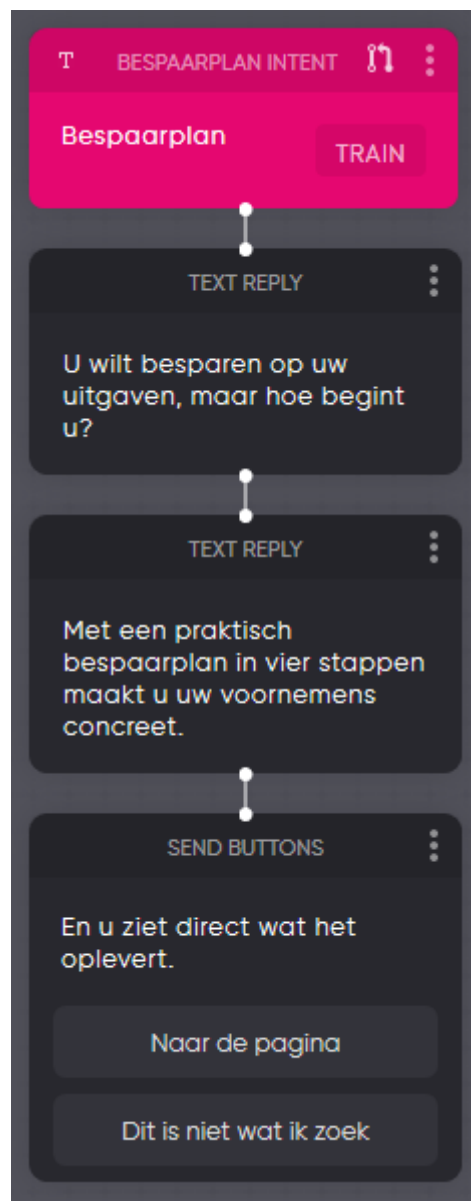 T BESPAARPLAN INTENT
Bespaarplan
TRAIN
TEXT REPLY
U wilt besparen op uw
uitgaven, maar hoe begint
u?
TEXT REPLY
Met een praktisch
bespaarplan in vier stappen
maakt u uw voornemens
concreet.
SEND BUTTONS
En u ziet direct wat het
oplevert.
Naar de pagina
Dit is niet wat ik zoek